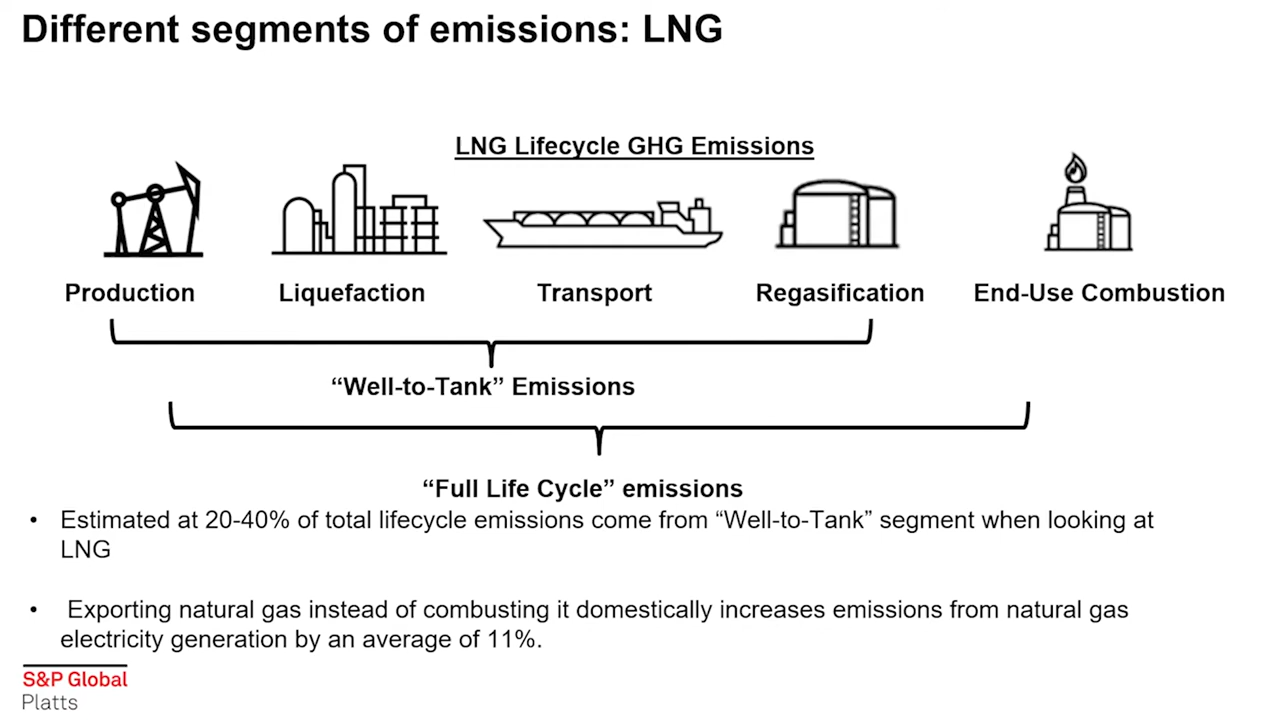 Different segments of emissions: LNG
LNG Lifecycle GHG Emissions
Production
Liquefaction
Transport
Regasification
End-Use Combustion
“Well-to-Tank” Emissions
“Full Life Cycle” emissions
• Estimated at 20-40% of total lifecycle emissions come from “Well-to-Tank” segment when looking at
LNG
• Exporting natural gas instead of combusting it domestically increases emissions from natural gas
electricity generation by an average of 11%.
S&P Global
Platts